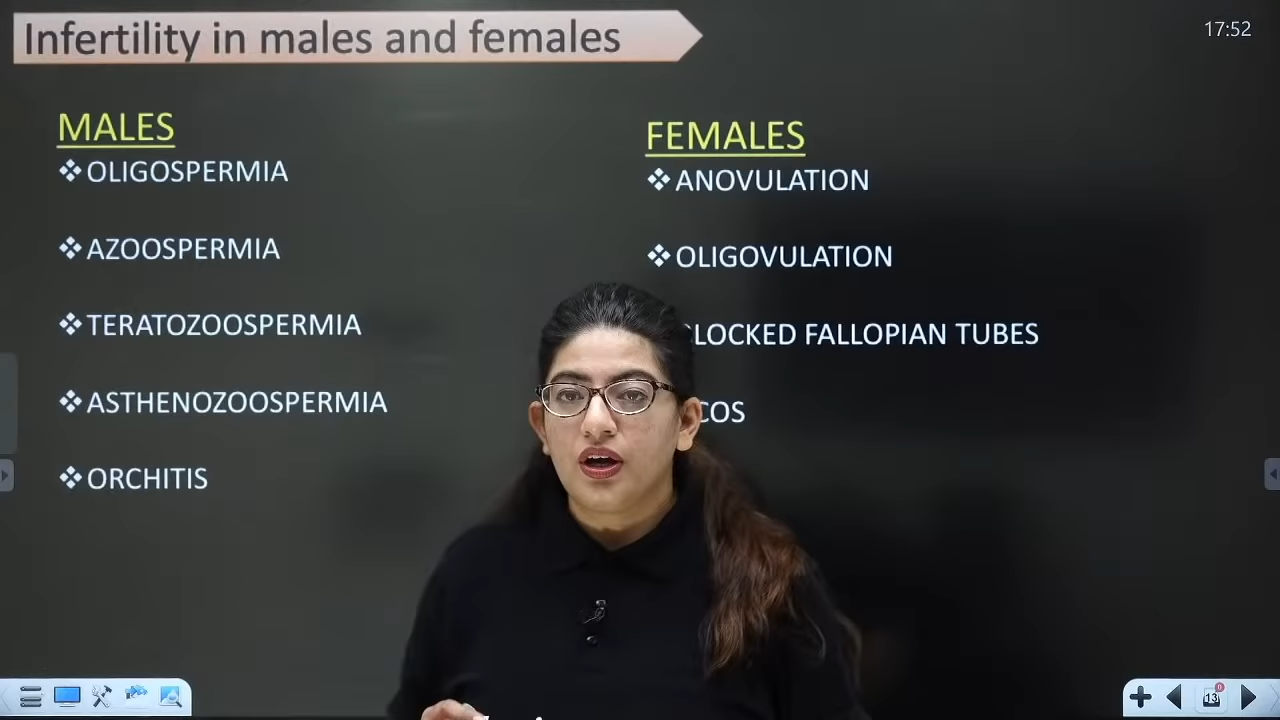 Infertility in males and females
17:52
MALES
❖OLIGOSPERMIA
❖AZOOSPERMIA
❖TERATOZOOSPERMIA
❖ASTHENOZOOSPERMIA
❖ORCHITIS
FEMALES
❖ANOVULATION
❖OLIGOVULATION
LOCKED FALLOPIAN TUBES
COS
13